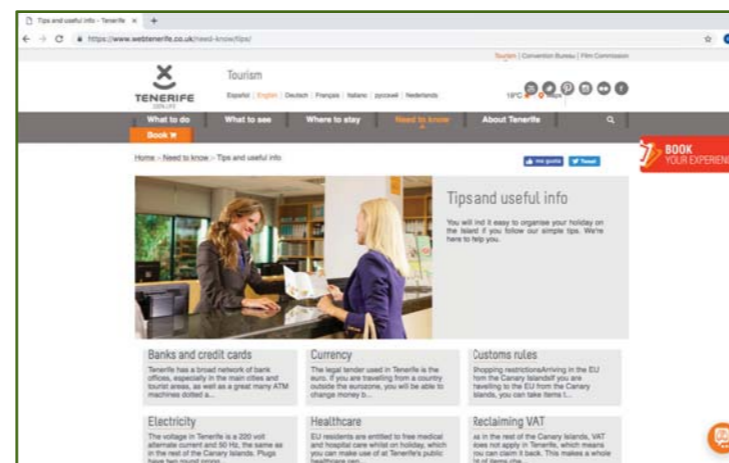 Tips and useful info - Tenerife
https://www.webtenerife.co.uk/need-know/tips/
Tourism | Convention Bureau | Film Commission
TENERIFE
Tourism
Español | English | Deutsch | Français | Italiano | русский | Nederlands
19°C
What to do
What to see
Where to stay
Need to know
About Tenerife
Book
Home > Need to know > Tips and useful info
me gusta
Tweet
BOOK
YOUR EXPERIENC
Tips and useful info
You will ind it easy to organise your holiday on
the Island if you follow our simple tips. We're
here to help you.
Banks and credit cards
Tenerife has a broad network of bank
offices, especially in the main cities and
tourist areas, as well as a great many ATM
machines dotted a...
Currency
The legal tender used in Tenerife is the
euro. If you are travelling from a country
outside the eurozone, you will be able to
change money b...
Customs rules
Shopping restrictionsArriving in the EU
from the Canary IslandsIf you are
travelling to the EU from the Canary
Islands, you can take items t...
Electricity
The voltage in Tenerife is a 220 volt
alternate current and 50 Hz, the same as
in the rest of the Canary Islands. Plugs
have two round prong
Healthcare
EU residents are entitled to free medical
and hospital care whilst on holiday, which
you can make use of at Tenerife's public
healthcare cen
Reclaiming VAT
As in the rest of the Canary Islands, VAT
does not apply in Tenerife, which means
you can claim it back. This makes a whole